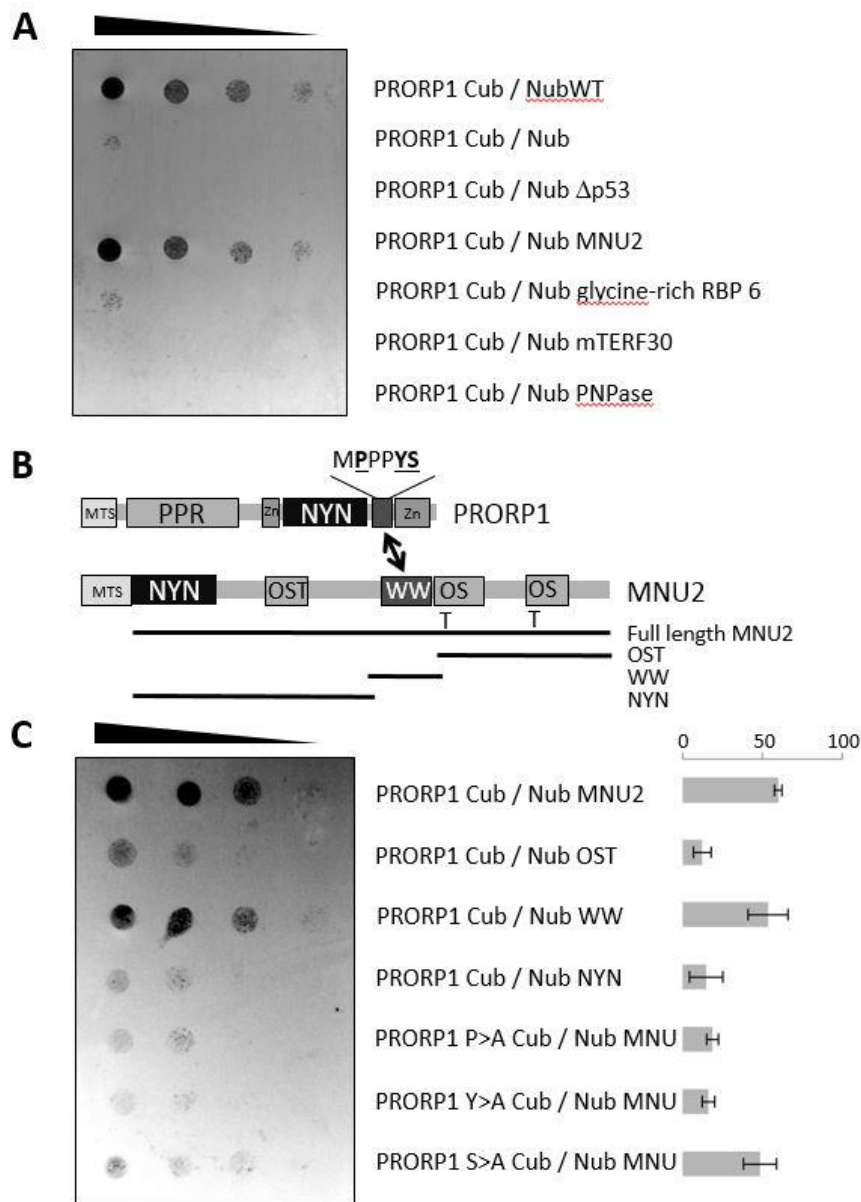 A
PRORP1 Cub / NubWT
PRORP1 Cub / Nub
PRORP1 Cub / Nub Δp53
PRORP1 Cub / Nub MNU2
PRORP1 Cub / Nub glycine-rich RBP 6
PRORP1 Cub / Nub mTERF30
PRORP1 Cub / Nub PNPase
B
MPPPYS
MTS PPR Zn NYN Zn PRORP1
MTS NYN OST WW OS OS MNU2
T T
Full length MNU2
OST
WW
NYN
C
0 50 100
PRORP1 Cub / Nub MNU2
PRORP1 Cub / Nub OST
PRORP1 Cub / Nub WW
PRORP1 Cub / Nub NYN
PRORP1 P>A Cub / Nub MNU
PRORP1 Y>A Cub / Nub MNU
PRORP1 S>A Cub / Nub MNU